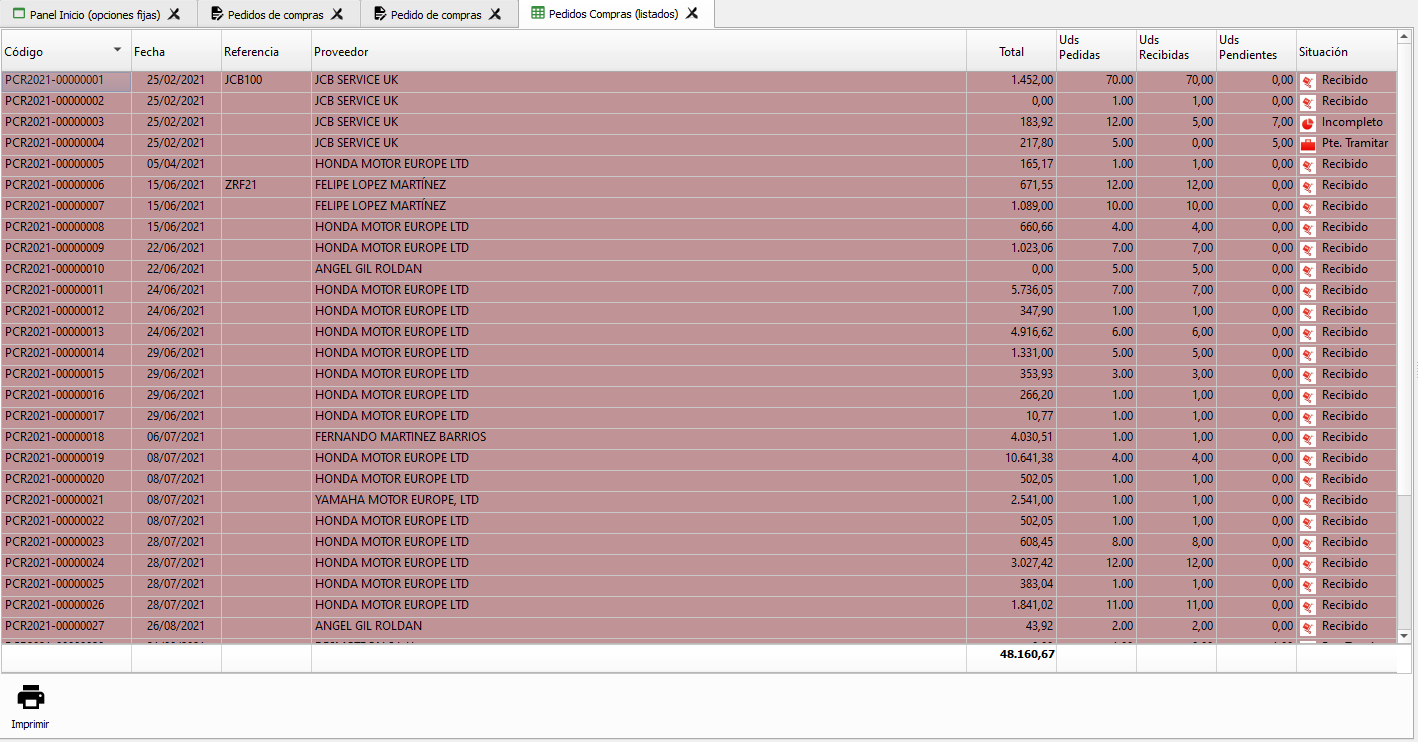 Panel Inicio (opciones fijas) Pedidos de compras Pedido de compras Pedidos Compras (listados)
Código Fecha Referencia Proveedor Total Uds Pedidas Uds Recibidas Uds Pendientes Situación
PCR2021-00000001 25/02/2021 JCB100 JCB SERVICE UK 1.452,00 70.00 70,00 0,00 Recibido
PCR2021-00000002 25/02/2021 JCB SERVICE UK 0,00 1.00 1,00 0,00 Recibido
PCR2021-00000003 25/02/2021 JCB SERVICE UK 183,92 12.00 5,00 7,00 Incompleto
PCR2021-00000004 25/02/2021 JCB SERVICE UK 217,80 5.00 0,00 5,00 Pte. Tramitar
PCR2021-00000005 05/04/2021 HONDA MOTOR EUROPE LTD 165,17 1.00 1,00 0,00 Recibido
PCR2021-00000006 15/06/2021 ZRF21 FELIPE LOPEZ MARTÍNEZ 671,55 12.00 12,00 0,00 Recibido
PCR2021-00000007 15/06/2021 FELIPE LOPEZ MARTÍNEZ 1.089,00 10.00 10,00 0,00 Recibido
PCR2021-00000008 15/06/2021 HONDA MOTOR EUROPE LTD 660,66 4.00 4,00 0,00 Recibido
PCR2021-00000009 22/06/2021 HONDA MOTOR EUROPE LTD 1.023,06 7.00 7,00 0,00 Recibido
PCR2021-00000010 22/06/2021 ANGEL GIL ROLDAN 0,00 5.00 5,00 0,00 Recibido
PCR2021-00000011 24/06/2021 HONDA MOTOR EUROPE LTD 5.736,05 7.00 7,00 0,00 Recibido
PCR2021-00000012 24/06/2021 HONDA MOTOR EUROPE LTD 347,90 1.00 1,00 0,00 Recibido
PCR2021-00000013 24/06/2021 HONDA MOTOR EUROPE LTD 4.916,62 6.00 6,00 0,00 Recibido
PCR2021-00000014 29/06/2021 HONDA MOTOR EUROPE LTD 1.331,00 5.00 5,00 0,00 Recibido
PCR2021-00000015 29/06/2021 HONDA MOTOR EUROPE LTD 353,93 3.00 3,00 0,00 Recibido
PCR2021-00000016 29/06/2021 HONDA MOTOR EUROPE LTD 266,20 1.00 1,00 0,00 Recibido
PCR2021-00000017 29/06/2021 HONDA MOTOR EUROPE LTD 10,77 1.00 1,00 0,00 Recibido
PCR2021-00000018 06/07/2021 FERNANDO MARTINEZ BARRIOS 4.030,51 1.00 1,00 0,00 Recibido
PCR2021-00000019 08/07/2021 HONDA MOTOR EUROPE LTD 10.641,38 4.00 4,00 0,00 Recibido
PCR2021-00000020 08/07/2021 HONDA MOTOR EUROPE LTD 502,05 1.00 1,00 0,00 Recibido
PCR2021-00000021 08/07/2021 YAMAHA MOTOR EUROPE, LTD 2.541,00 1.00 1,00 0,00 Recibido
PCR2021-00000022 08/07/2021 HONDA MOTOR EUROPE LTD 502,05 1.00 1,00 0,00 Recibido
PCR2021-00000023 28/07/2021 HONDA MOTOR EUROPE LTD 608,45 8.00 8,00 0,00 Recibido
PCR2021-00000024 28/07/2021 HONDA MOTOR EUROPE LTD 3.027,42 12.00 12,00 0,00 Recibido
PCR2021-00000025 28/07/2021 HONDA MOTOR EUROPE LTD 383,04 1.00 1,00 0,00 Recibido
PCR2021-00000026 28/07/2021 HONDA MOTOR EUROPE LTD 1.841,02 11.00 11,00 0,00 Recibido
PCR2021-00000027 26/08/2021 ANGEL GIL ROLDAN 43,92 2.00 2,00 0,00 Recibido
48.160,67
Imprimir